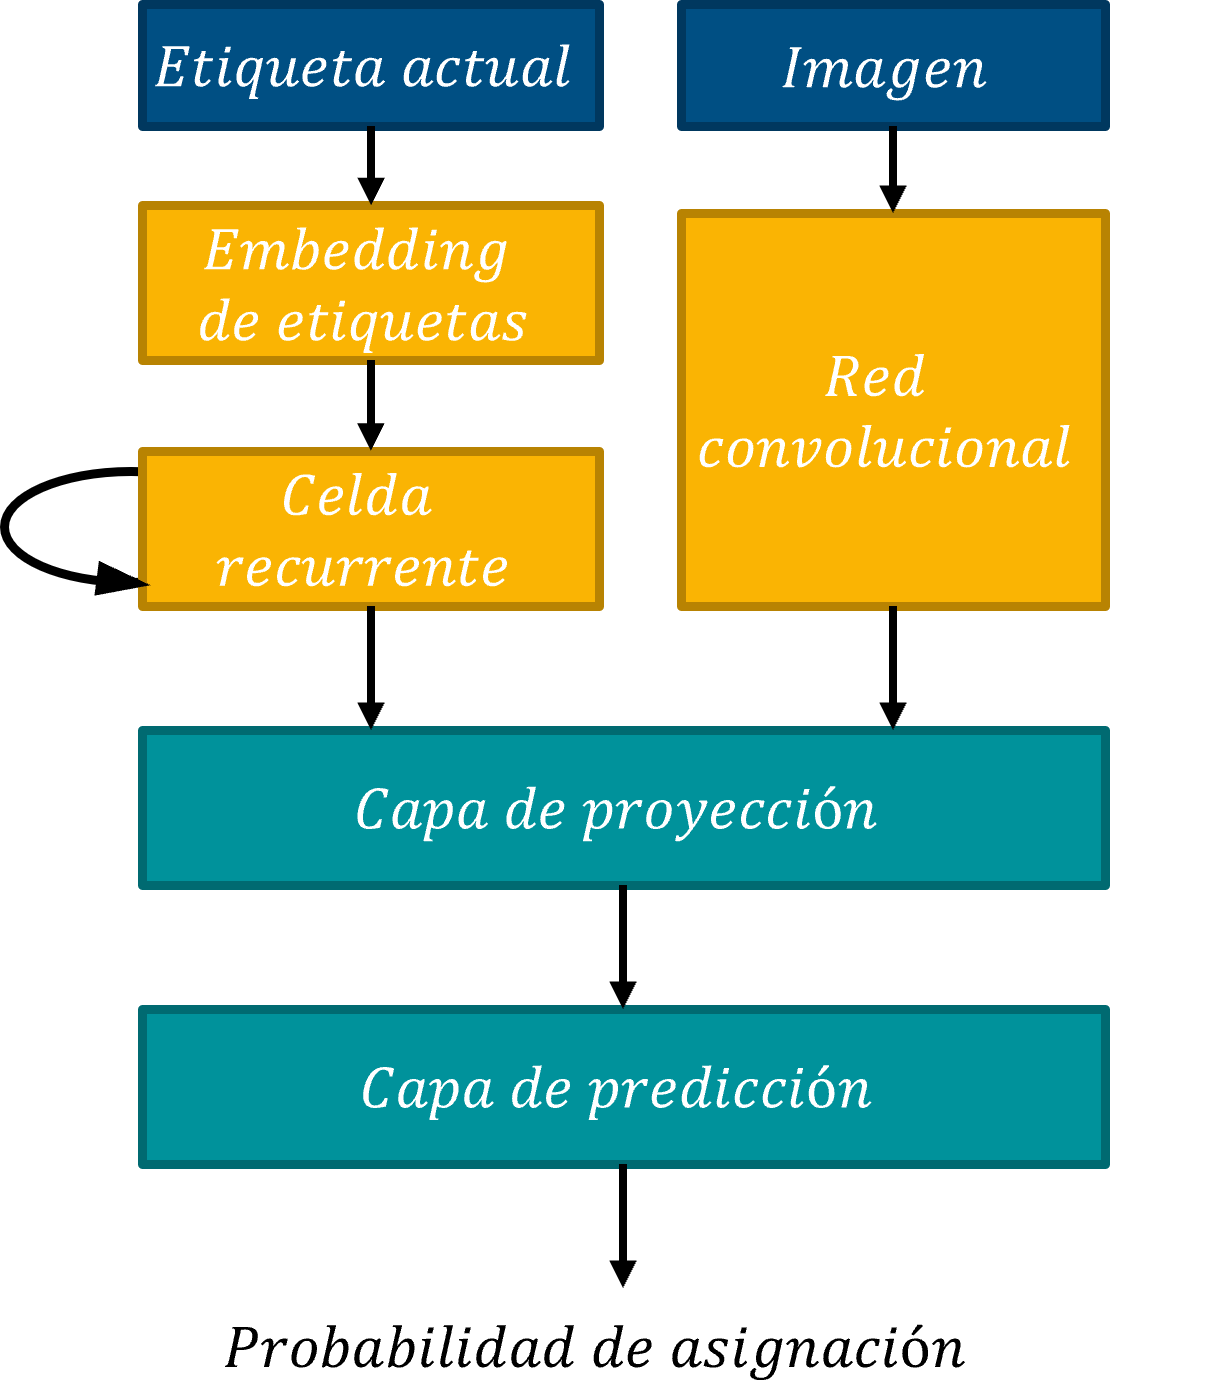 Etiqueta actual
Imagen
Embedding
de etiquetas
Red
convolucional
Celda
recurrente
Capa de proyección
Capa de predicción
Probabilidad de asignación